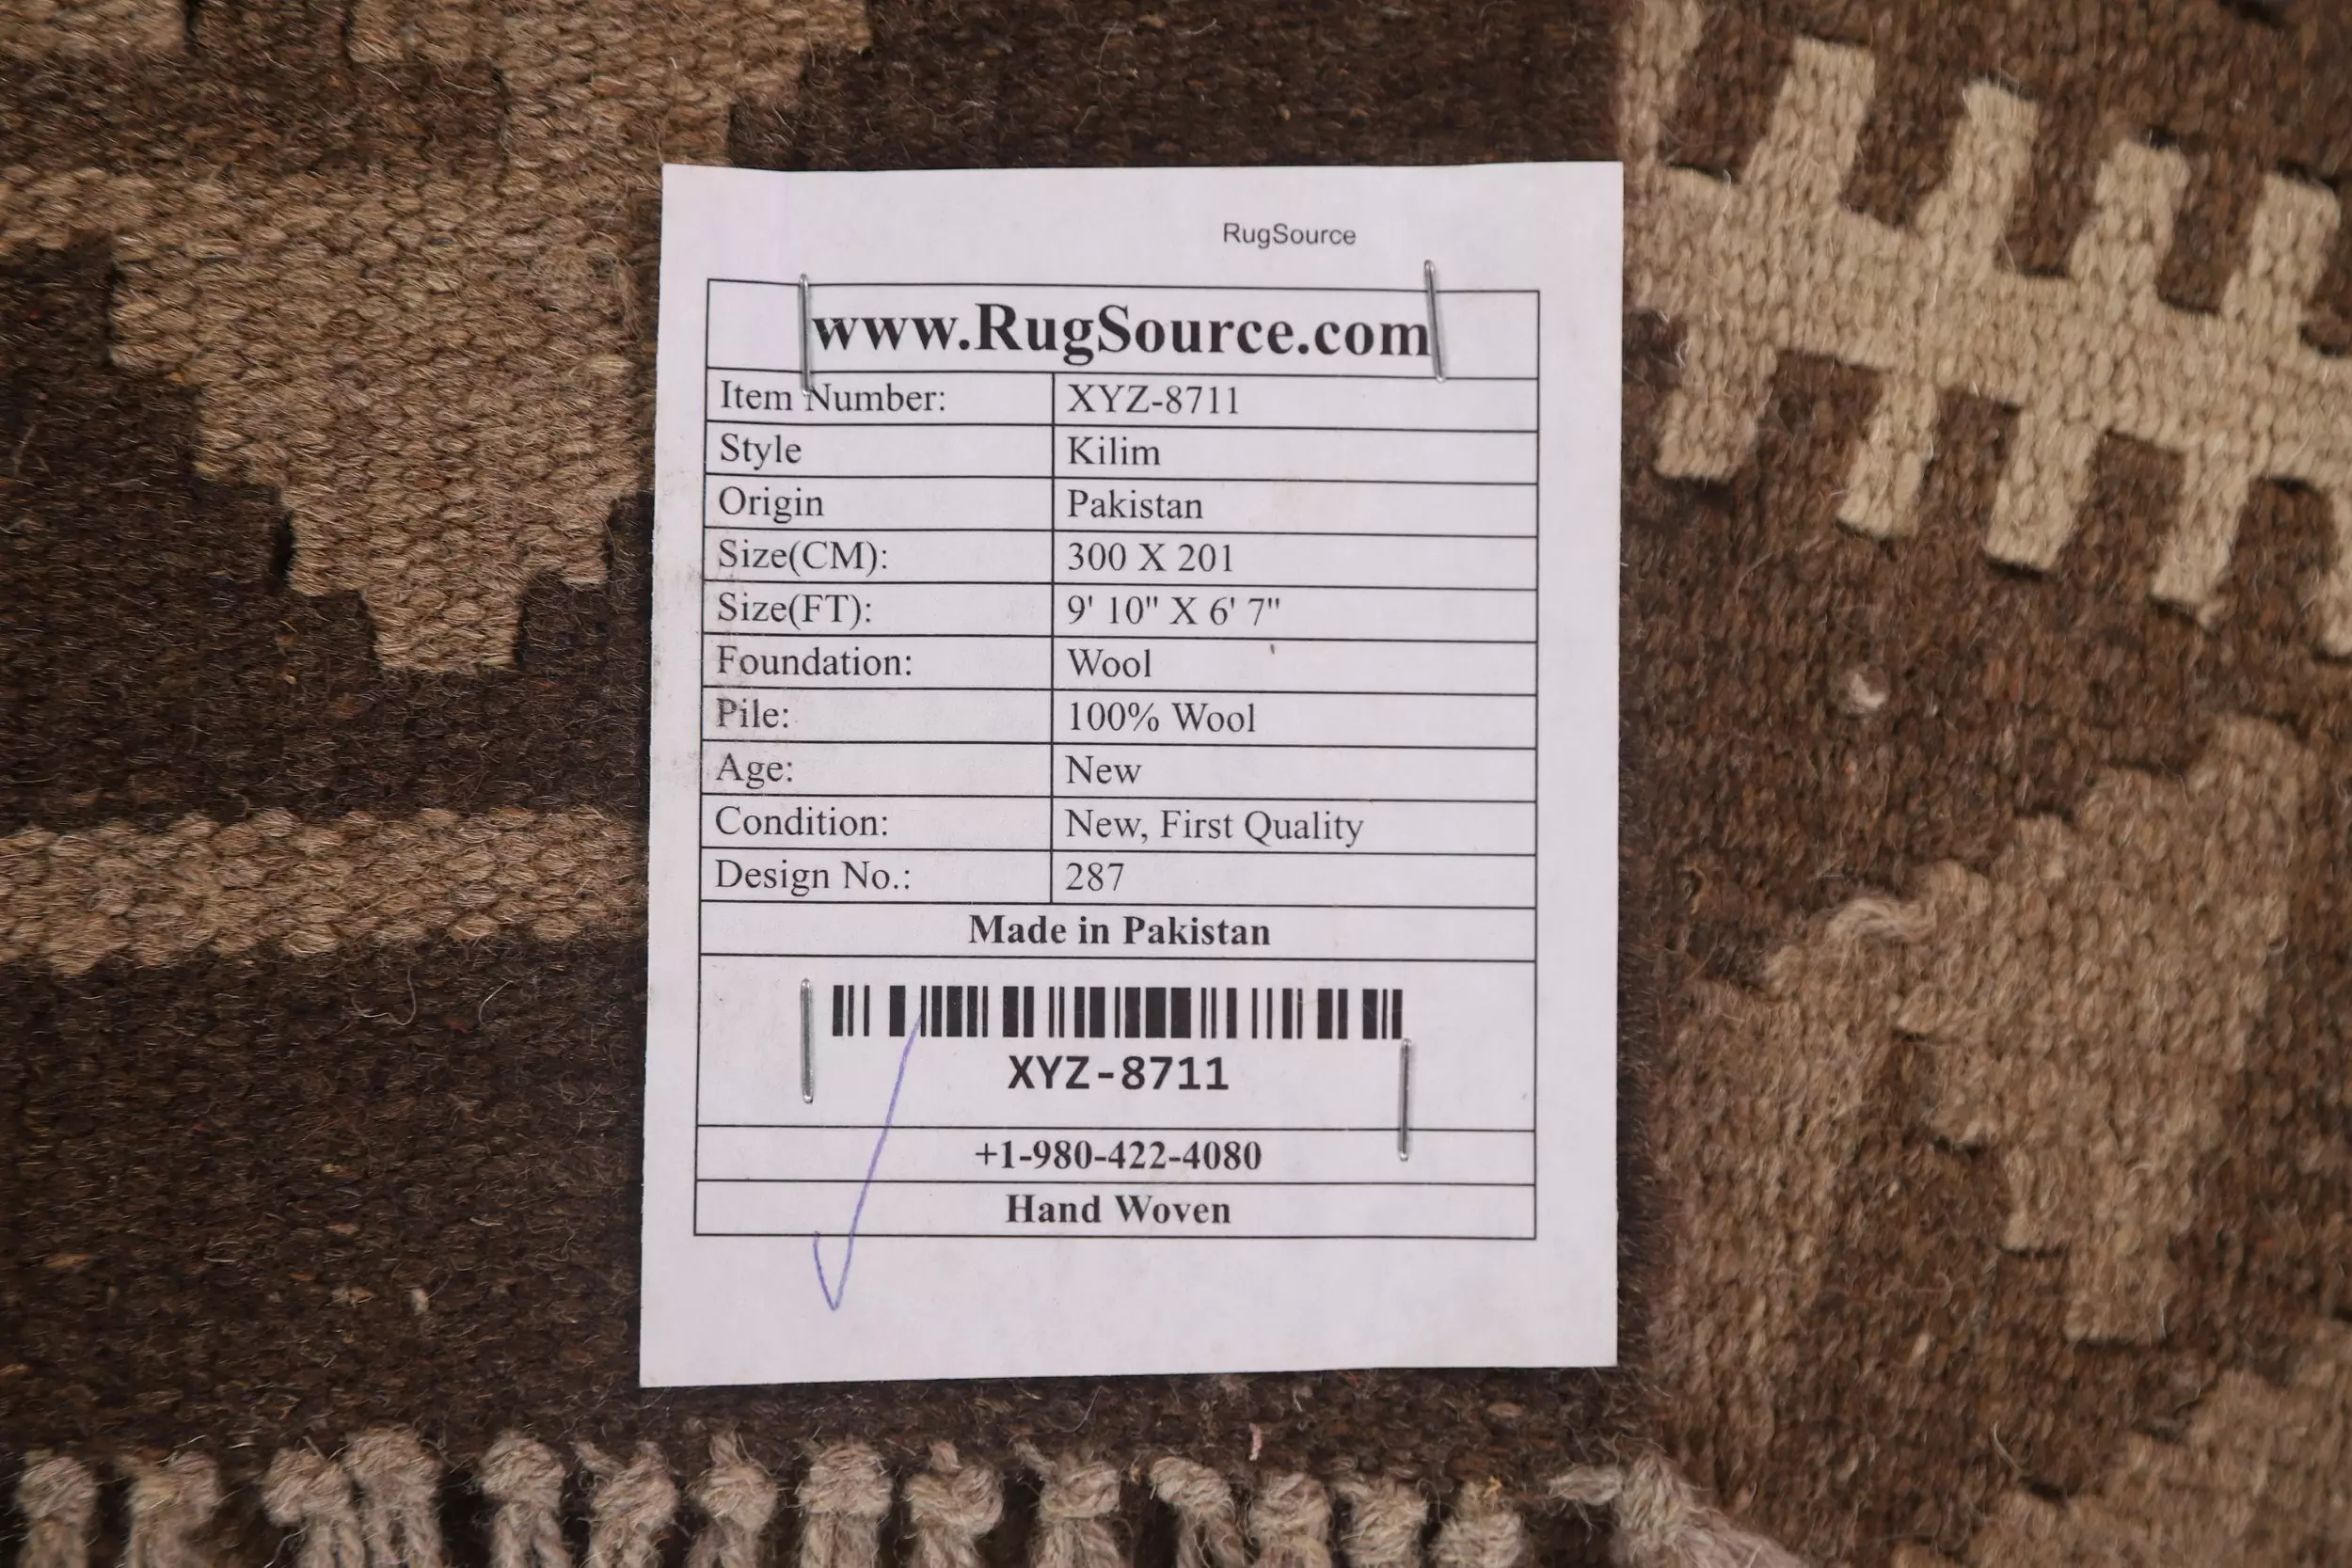 RugSource
www.RugSource.com
Item Number: XYZ-8711
Style Kilim
Origin Pakistan
Size(CM): 300 X 201
Size(FT): 9' 10" X 6' 7"
Foundation: Wool
Pile: 100% Wool
Age: New
Condition: New, First Quality
Design No.: 287
Made in Pakistan
XYZ-8711
+1-980-422-4080
Hand Woven